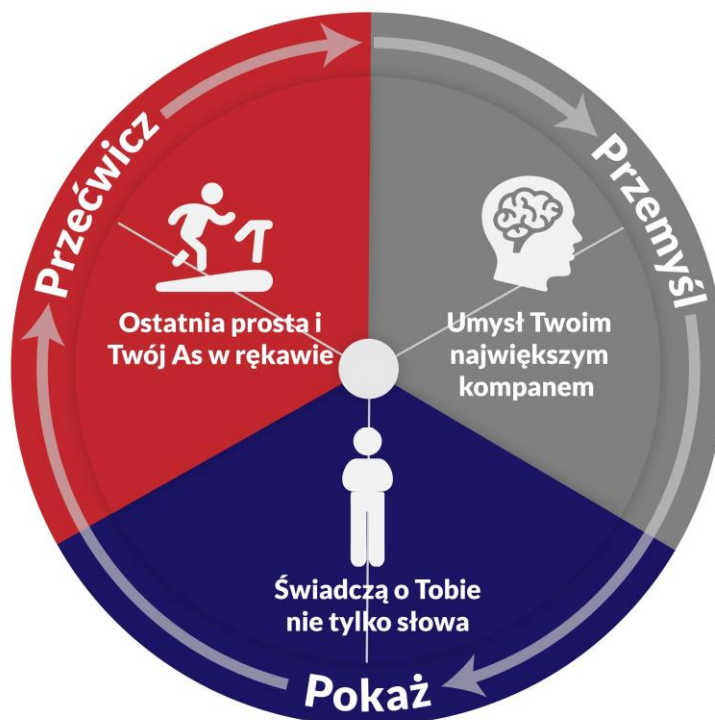 Przećwicz
Przemyśl
Ostatnia prosta i
Twój As w rękawie
Umysł Twoim
największym
kompanem
Świadczą o Tobie
nie tylko słowa
Pokaż